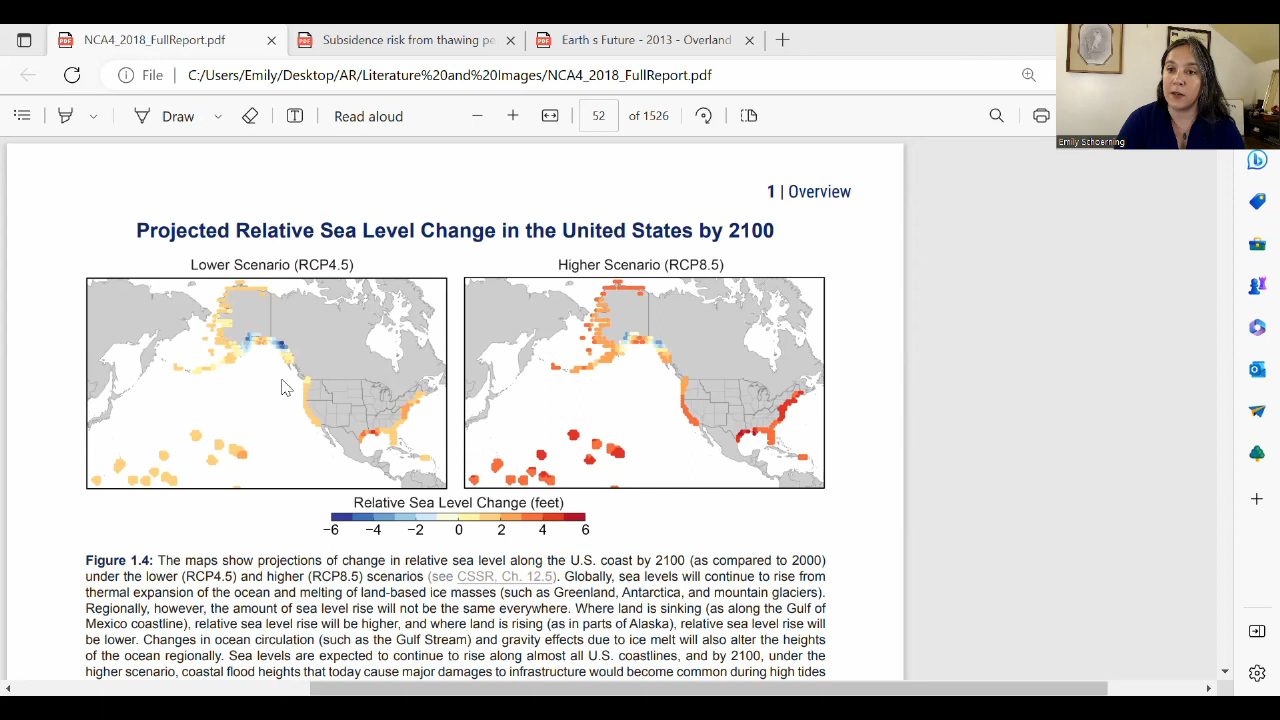 NCA4_2018_FullReport.pdf
Subsidence risk from thawing pe
Earth s Future - 2013 - Overland
File
C:/Users/Emily/Desktop/AR/Literature%20and%20Images/NCA4_2018_FullReport.pdf
Draw
Read aloud
52 of 1526
Emily Schoerning
1 | Overview
Projected Relative Sea Level Change in the United States by 2100
Lower Scenario (RCP4.5)
Higher Scenario (RCP8.5)
Relative Sea Level Change (feet)
−6 −4 −2 0 2 4 6
Figure 1.4: The maps show projections of change in relative sea level along the U.S. coast by 2100 (as compared to 2000)
under the lower (RCP4.5) and higher (RCP8.5) scenarios (see CSSR, Ch. 12.5). Globally, sea levels will continue to rise from
thermal expansion of the ocean and melting of land-based ice masses (such as Greenland, Antarctica, and mountain glaciers).
Regionally, however, the amount of sea level rise will not be the same everywhere. Where land is sinking (as along the Gulf of
Mexico coastline), relative sea level rise will be higher, and where land is rising (as in parts of Alaska), relative sea level rise will
be lower. Changes in ocean circulation (such as the Gulf Stream) and gravity effects due to ice melt will also alter the heights
of the ocean regionally. Sea levels are expected to continue to rise along almost all U.S. coastlines, and by 2100, under the
higher scenario, coastal flood heights that today cause major damages to infrastructure would become common during high tides